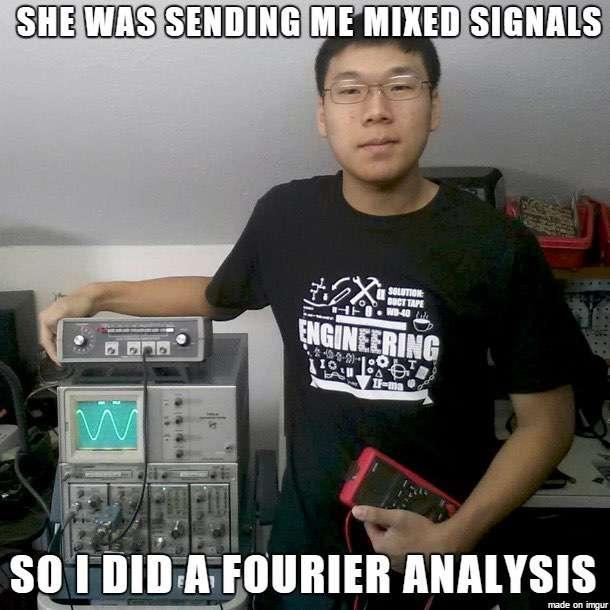 SHE WAS SENDING ME MIXED SIGNALS
SOLUTION:
DUCT TAPE
WD-40
ENGINEERING
ΣF=ma
SO I DID A FOURIER ANALYSIS
made on imgur